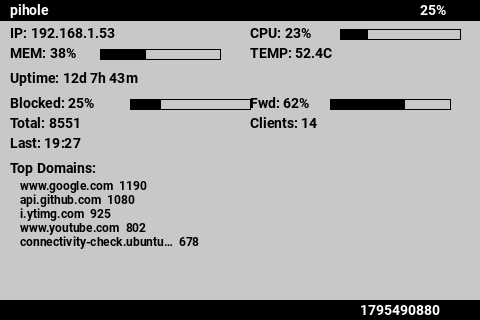 pihole 25%
IP: 192.168.1.53 CPU: 23%
MEM: 38% TEMP: 52.4C
Uptime: 12d 7h 43m
Blocked: 25% Fwd: 62%
Total: 8551 Clients: 14
Last: 19:27
Top Domains:
www.google.com 1190
api.github.com 1080
i.ytimg.com 925
www.youtube.com 802
connectivity-check.ubuntu... 678
1795490880